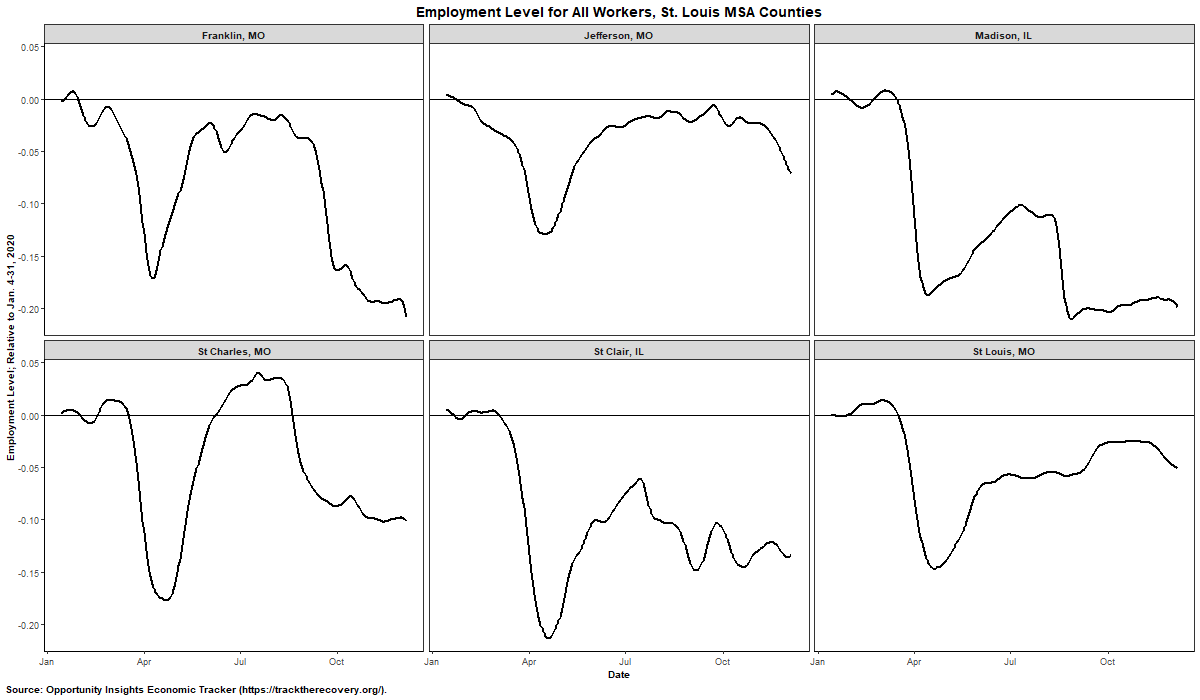 Employment Level for All Workers, St. Louis MSA Counties
Franklin, MO
Jefferson, MO
Madison, IL
0.05
0.00
-0.05
-0.10
-0.15
-0.20
St Charles, MO
St Clair, IL
St Louis, MO
0.05
0.00
-0.05
-0.10
-0.15
-0.20
Employment Level; Relative to Jan. 4-31, 2020
Jan Apr Jul Oct
Jan Apr Jul Oct
Jan Apr Jul Oct
Date
Source: Opportunity Insights Economic Tracker (https://tracktherecovery.org/).